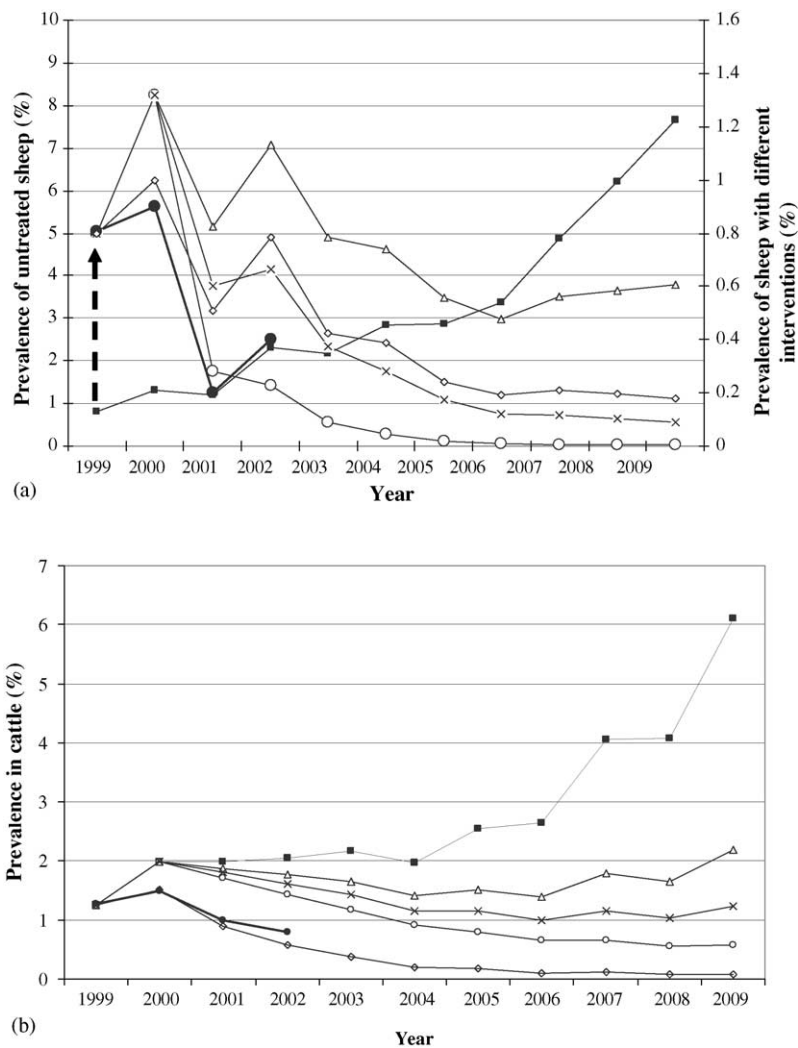 10
9
8
7
6
5
4
3
2
1
0
1.6
1.4
1.2
1
0.8
0.6
0.4
0.2
0
Prevalence of untreated sheep (%)
Prevalence of sheep with different
interventions (%)
1999 2000 2001 2002 2003 2004 2005 2006 2007 2008 2009
Year
(a)
7
6
5
4
3
2
1
0
Prevalence in cattle (%)
1999 2000 2001 2002 2003 2004 2005 2006 2007 2008 2009
Year
(b)